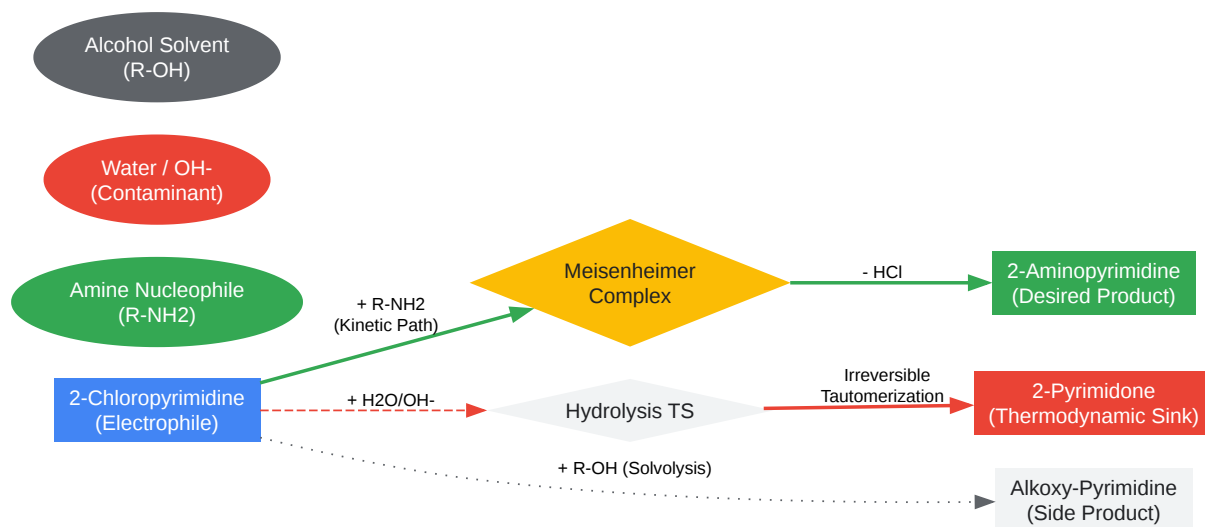 Alcohol Solvent
(R-OH)
Water / OH-
(Contaminant)
Amine Nucleophile
(R-NH2)
2-Chloropyrimidine
(Electrophile)
+ R-NH2
(Kinetic Path)
+ H2O/OH-
+ R-OH (Solvolysis)
Meisenheimer
Complex
Hydrolysis TS
- HCl
Irreversible
Tautomerization
2-Aminopyrimidine
(Desired Product)
2-Pyrimidone
(Thermodynamic Sink)
Alkoxy-Pyrimidine
(Side Product)